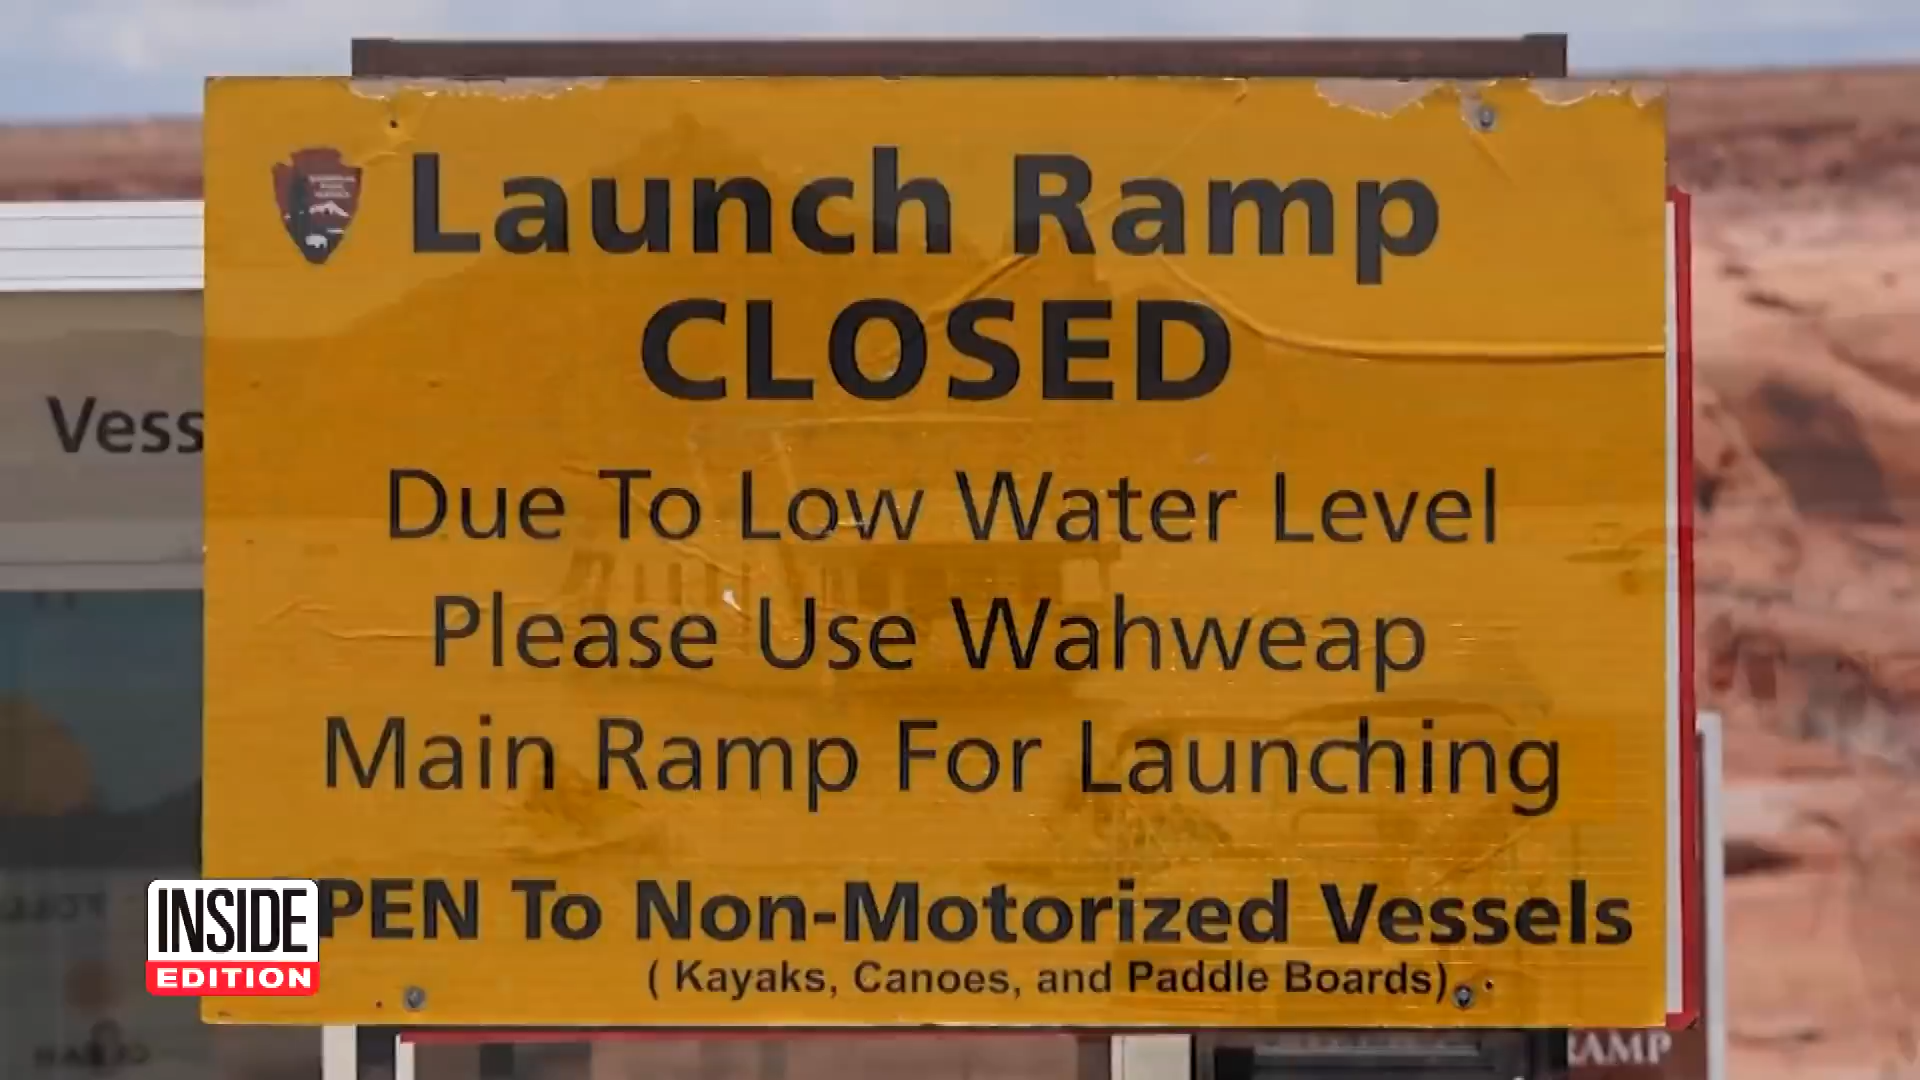 Launch Ramp
CLOSED
Due To Low Water Level
Please Use Wahweap
Main Ramp For Launching
PEN To Non-Motorized Vessels
( Kayaks, Canoes, and Paddle Boards)
Vess
INSIDE
EDITION
RAMP